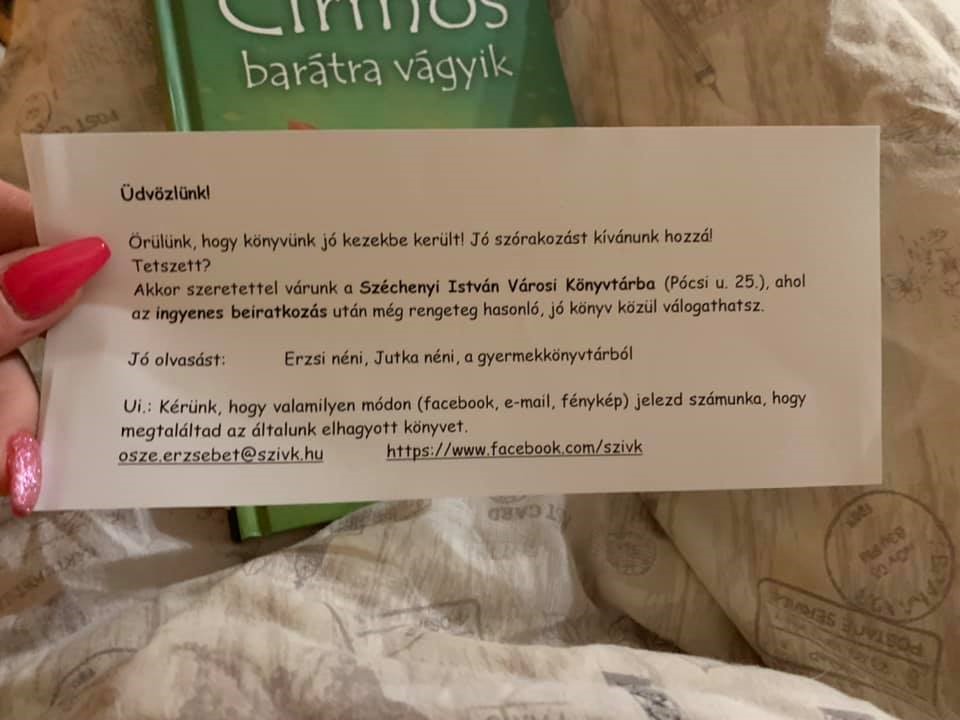 Cirmos
barátra vágyik
Üdvözlünk!
Örülünk, hogy könyvünk jó kezekbe került! Jó szórakozást kívánunk hozzá!
Tetszett?
Akkor szeretettel várunk a Széchenyi István Városi Könyvtárba (Pócsi u. 25.), ahol
az ingyenes beiratkozás után még rengeteg hasonló, jó könyv közül válogathatsz.
Jó olvasást: Erzsi néni, Jutka néni, a gyermekkönyvtárból
Ui.: Kérünk, hogy valamilyen módon (facebook, e-mail, fénykép) jelezd számunka, hogy
megtaláltad az általunk elhagyott könyvet.
osze.erzsebet@szivk.hu https://www.facebook.com/szivk